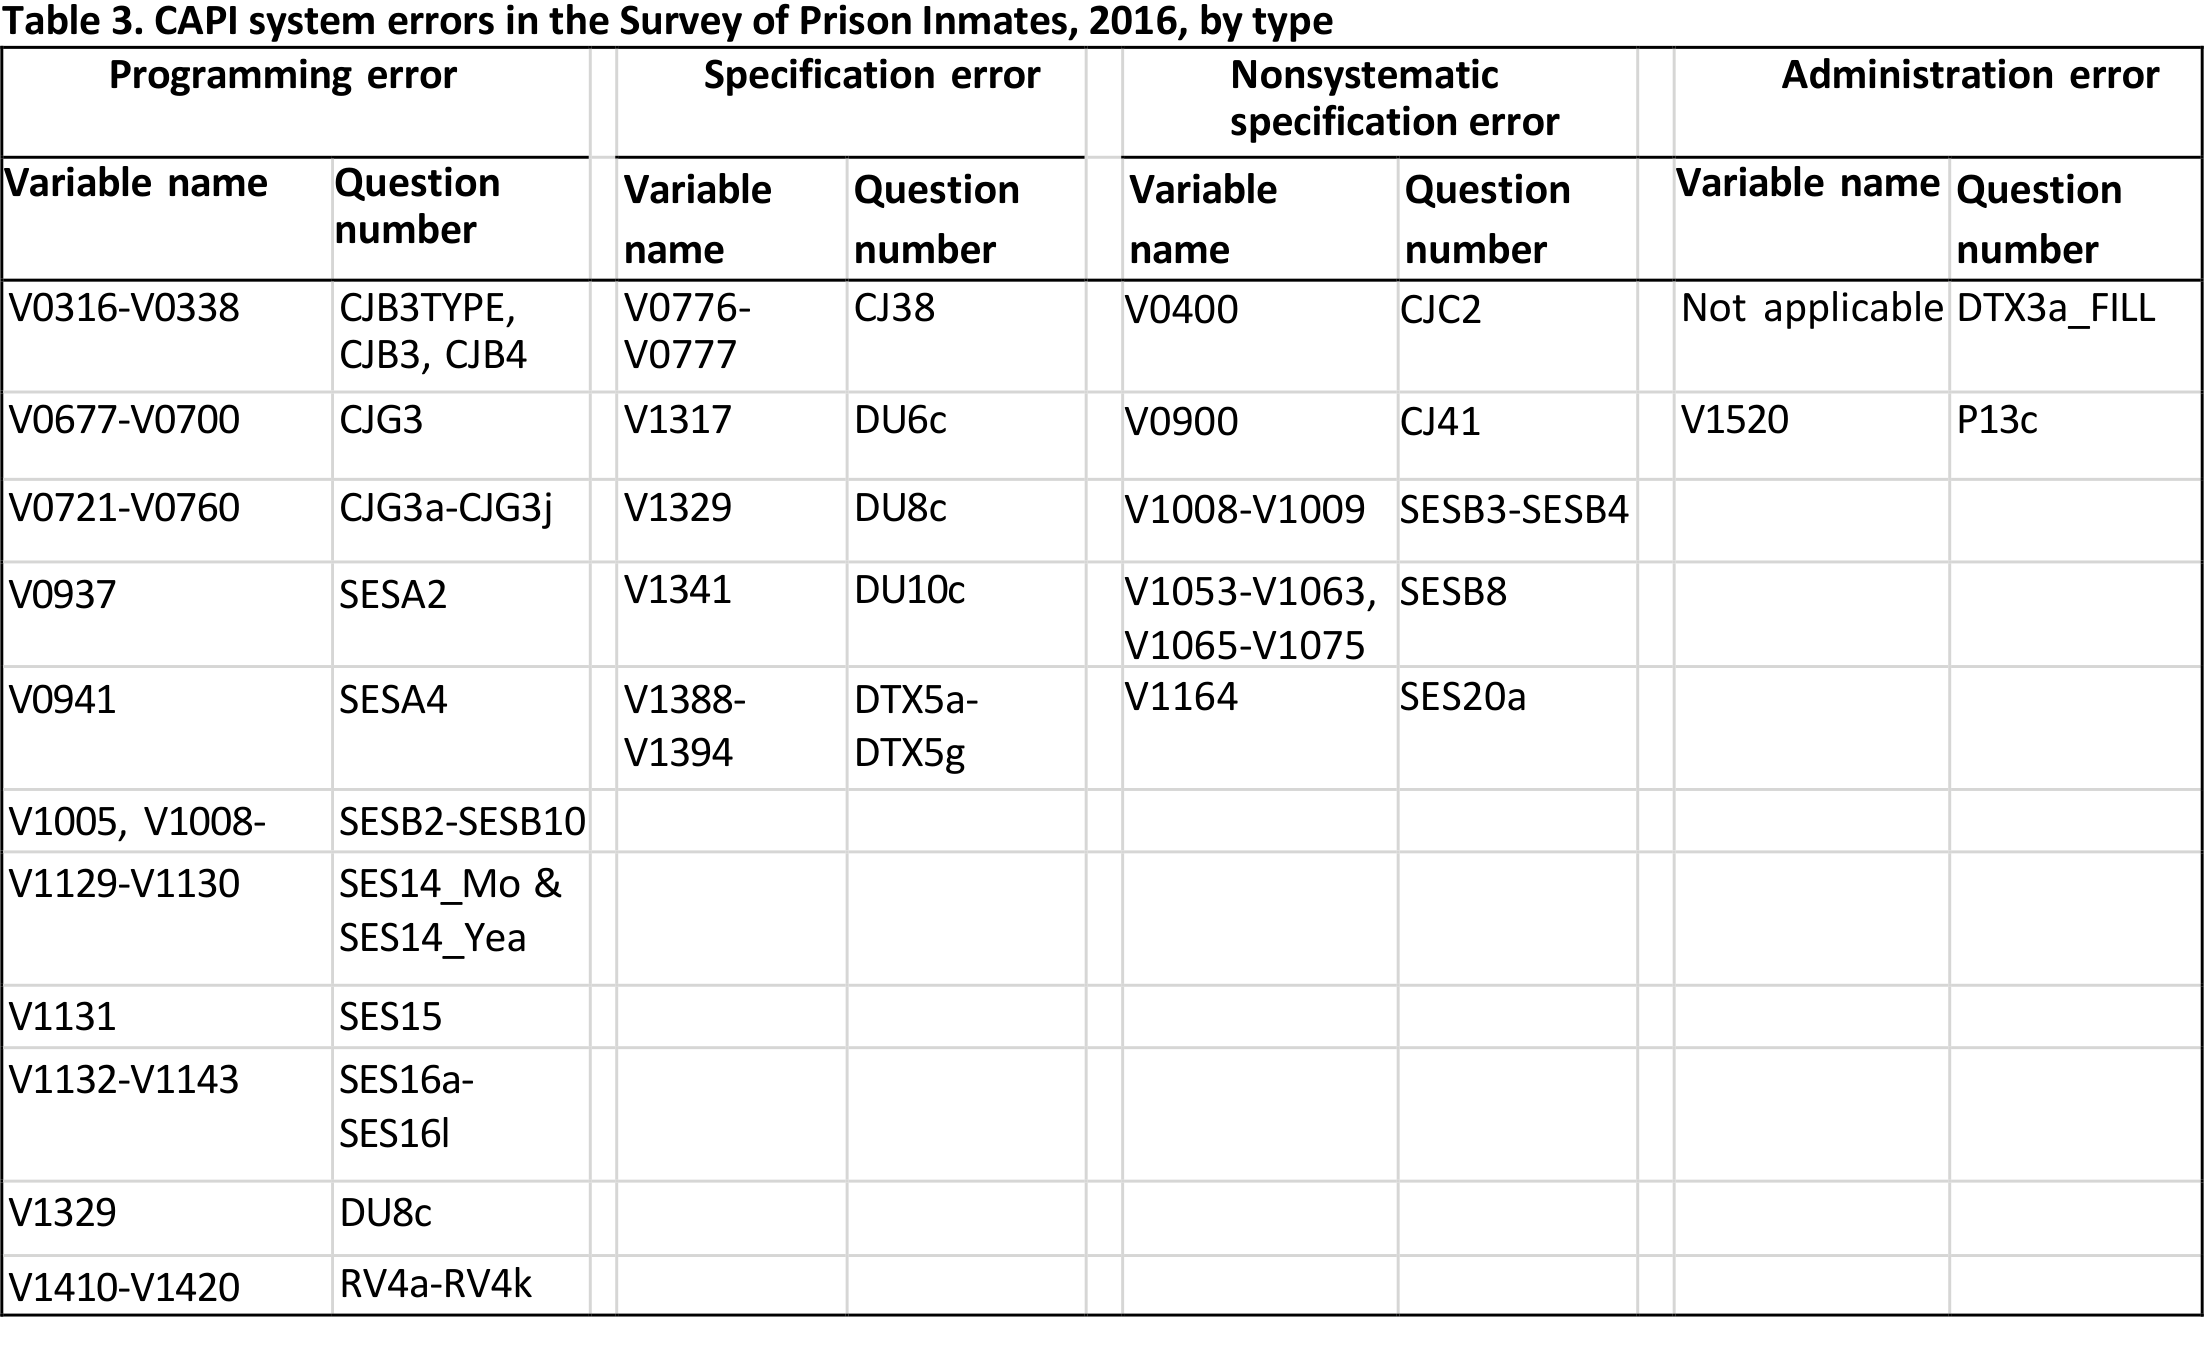 Table 3. CAPI system errors in the Survey of Prison Inmates, 2016, by type
Programming error Specification error Nonsystematic specification error Administration error
Variable name Question number Variable name Question number Variable name Question number Variable name Question number
V0316-V0338 CJB3TYPE, CJB3, CJB4 V0776-V0777 CJ38 V0400 CJC2 Not applicable DTX3a_FILL
V0677-V0700 CJG3 V1317 DU6c V0900 CJ41 V1520 P13c
V0721-V0760 CJG3a-CJG3j V1329 DU8c V1008-V1009 SESB3-SESB4
V0937 SESA2 V1341 DU10c V1053-V1063, V1065-V1075 SESB8
V0941 SESA4 V1388-V1394 DTX5a-DTX5g V1164 SES20a
V1005, V1008- SESB2-SESB10
V1129-V1130 SES14_Mo & SES14_Yea
V1131 SES15
V1132-V1143 SES16a-SES16l
V1329 DU8c
V1410-V1420 RV4a-RV4k